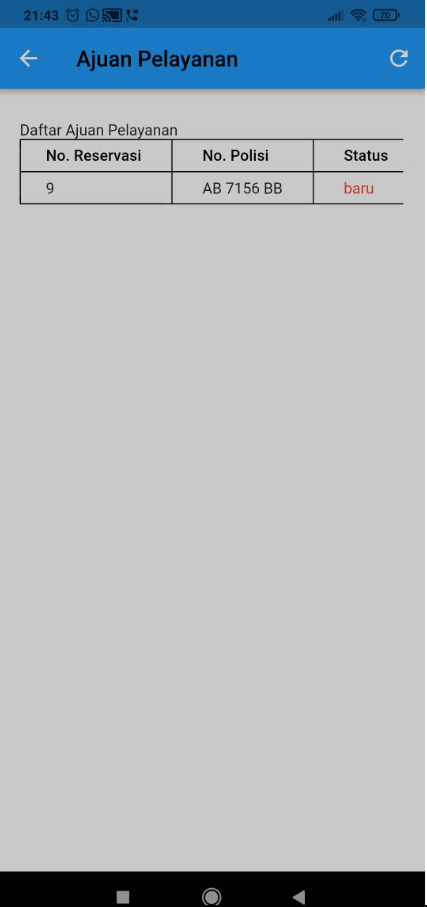 21:43 70
Ajuan Pelayanan
Daftar Ajuan Pelayanan
No. Reservasi No. Polisi Status
9 AB 7156 BB baru